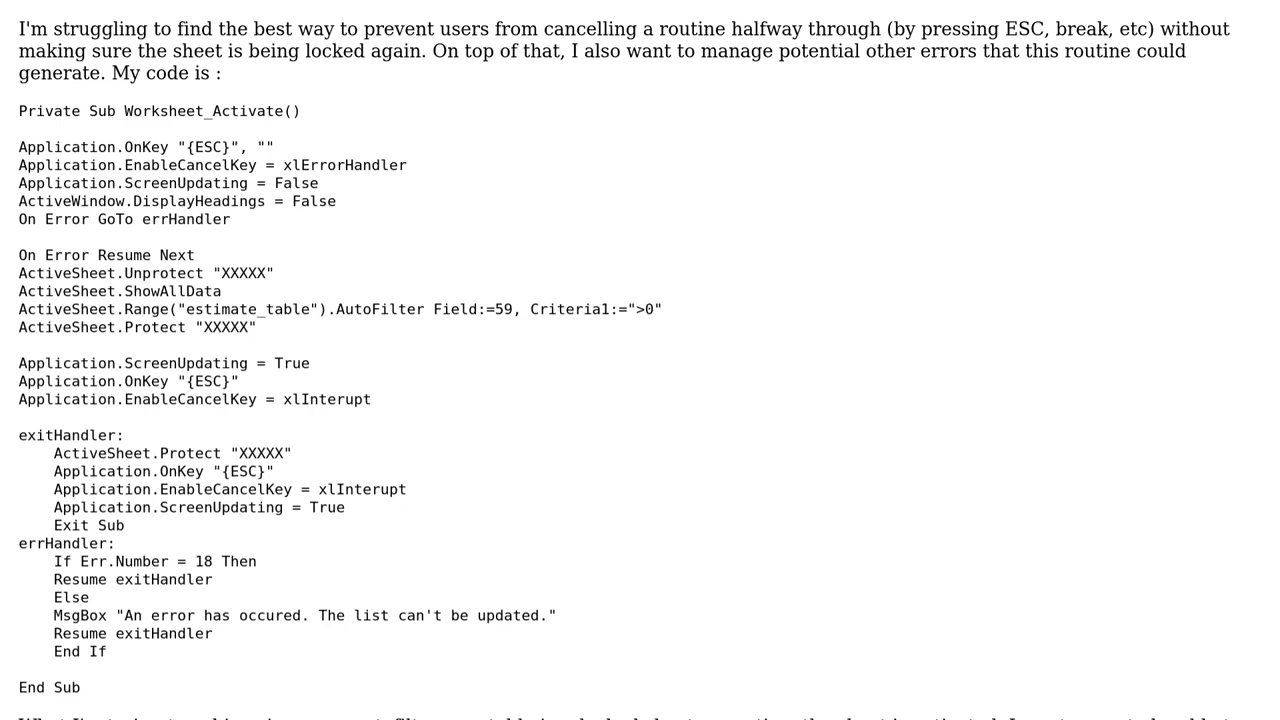 I'm struggling to find the best way to prevent users from cancelling a routine halfway through (by pressing ESC, break, etc) without
making sure the sheet is being locked again. On top of that, I also want to manage potential other errors that this routine could
generate. My code is :
Private Sub Worksheet_Activate()
Application.OnKey "{ESC}", ""
Application.EnableCancelKey = xlErrorHandler
Application.ScreenUpdating = False
ActiveWindow.DisplayHeadings = False
On Error GoTo errHandler
On Error Resume Next
ActiveSheet.Unprotect "XXXXX"
ActiveSheet.ShowAllData
ActiveSheet.Range("estimate_table").AutoFilter Field:=59, Criteria1:=">0"
ActiveSheet.Protect "XXXXX"
Application.ScreenUpdating = True
Application.OnKey "{ESC}"
Application.EnableCancelKey = xlInterupt
exitHandler:
    ActiveSheet.Protect "XXXXX"
    Application.OnKey "{ESC}"
    Application.EnableCancelKey = xlInterupt
    Application.ScreenUpdating = True
    Exit Sub
errHandler:
    If Err.Number = 18 Then
    Resume exitHandler
    Else
    MsgBox "An error has occured. The list can't be updated."
    Resume exitHandler
    End If
End Sub